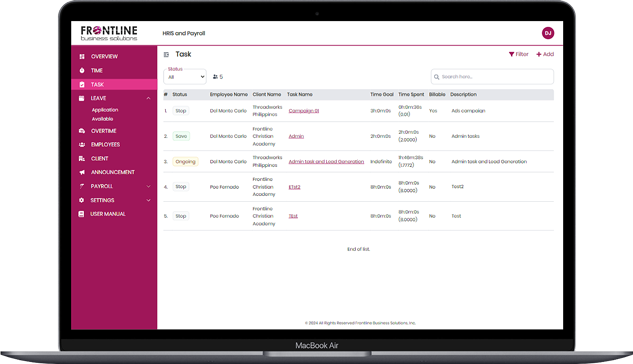 FRONTLINE
business solutions
HRIS and Payroll
DJ
OVERVIEW
TIME
TASK
LEAVE
Application
Available
OVERTIME
EMPLOYEES
CLIENT
ANNOUNCEMENT
PAYROLL
SETTINGS
USER MANUAL
Task
Filter
+ Add
Status
All
5
Search here...
# Status Employee Name Client Name Task Name Time Goal Time Spent Billable Description
1. Stop Del Monte Carlo Threadworks Philippines Campaign 01 2h:0m:0s 0h:0m:36s (0.01) Yes Ads campaign
2. Save Del Monte Carlo Frontline Christian Academy Admin 2h:0m:0s 2h:0m:0s (2.0000) No Admin tasks
3. Ongoing Del Monte Carlo Threadworks Philippines Admin task and Lead Generation Indefinite 1h:46m:38s (1.7772) No Admin task and Lead Generation
4. Stop Poe Fernode Frontline Christian Academy 8h:0m:0s 8h:0m:0s (8.0000) No Test2
5. Stop Poe Fernode Frontline Christian Academy 8h:0m:0s 8h:0m:0s (8.0000) No Test
End of list.
All Rights Reserved Frontline Business Solutions Inc.
MacBook Air